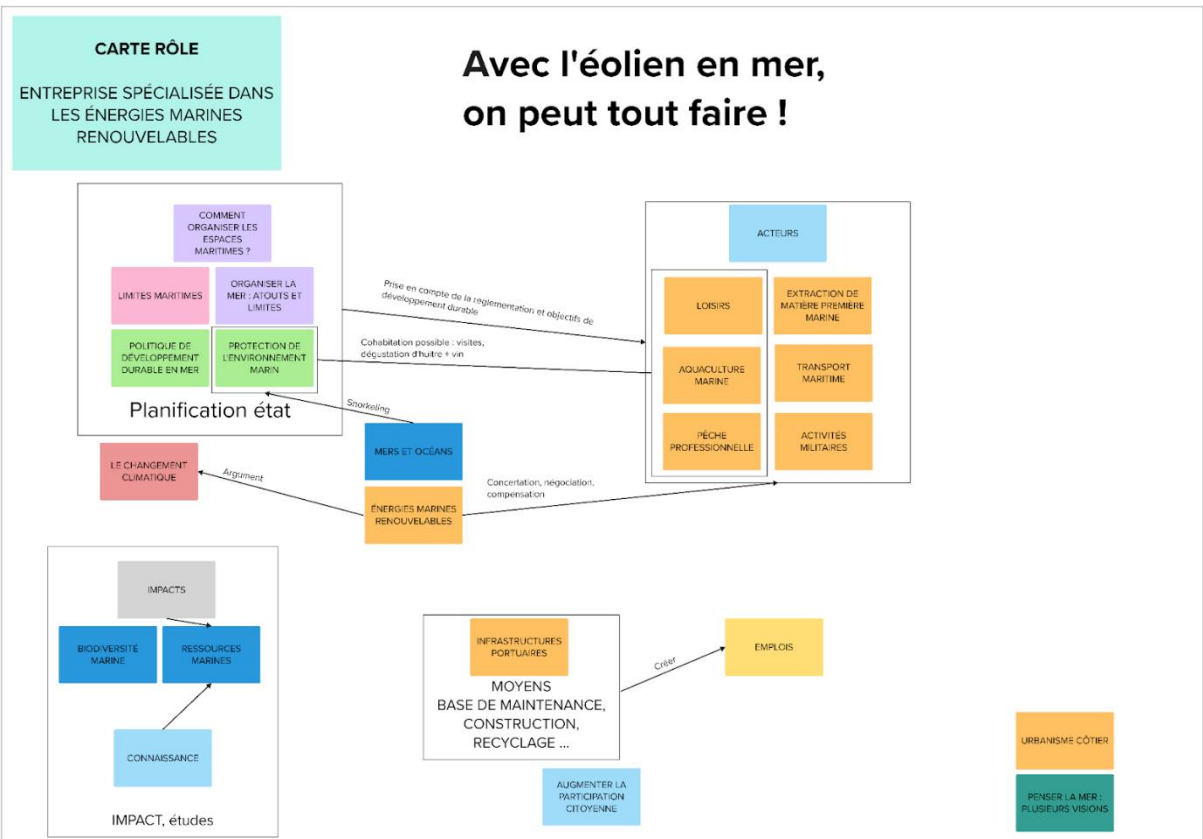 CARTE RÔLE
ENTREPRISE SPÉCIALISÉE DANS
LES ÉNERGIES MARINES
RENOUVELABLES
Avec l'éolien en mer,
on peut tout faire !
COMMENT
ORGANISER LES
ESPACES
MARITIMES ?
LIMITES MARITIMES
ORGANISER LA
MER : ATOUTS ET
LIMITES
POLITIQUE DE
DÉVELOPPEMENT
DURABLE EN MER
PROTECTION DE
L'ENVIRONNEMENT
MARIN
Planification état
Prise en compte de la règlementation et objectifs de
développement durable
Cohabitation possible : visites,
dégustation d'huitre + vin
Snorkeling
ACTEURS
LOISIRS
EXTRACTION DE
MATIÈRE PREMIÈRE
MARINE
AQUACULTURE
MARINE
TRANSPORT
MARITIME
PÊCHE
PROFESSIONNELLE
ACTIVITÉS
MILITAIRES
LE CHANGEMENT
CLIMATIQUE
Argument
MERS ET OCÉANS
ÉNERGIES MARINES
RENOUVELABLES
Concertation, négociation,
compensation
IMPACTS
BIODIVERSITÉ
MARINE
RESSOURCES
MARINES
CONNAISSANCE
IMPACT, études
INFRASTRUCTURES
PORTUAIRES
MOYENS
BASE DE MAINTENANCE,
CONSTRUCTION,
RECYCLAGE ...
Créer
EMPLOIS
AUGMENTER LA
PARTICIPATION
CITOYENNE
URBANISME CÔTIER
PENSER LA MER :
PLUSIEURS VISIONS